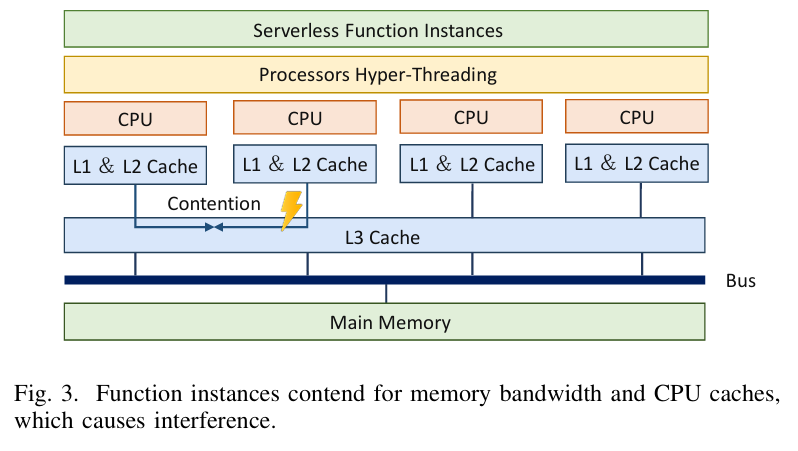 Serverless Function Instances
Processors Hyper-Threading
CPU
CPU
CPU
CPU
L1 & L2 Cache
L1 & L2 Cache
L1 & L2 Cache
L1 & L2 Cache
Contention
L3 Cache
Bus
Main Memory
Fig. 3. Function instances contend for memory bandwidth and CPU caches,
which causes interference.